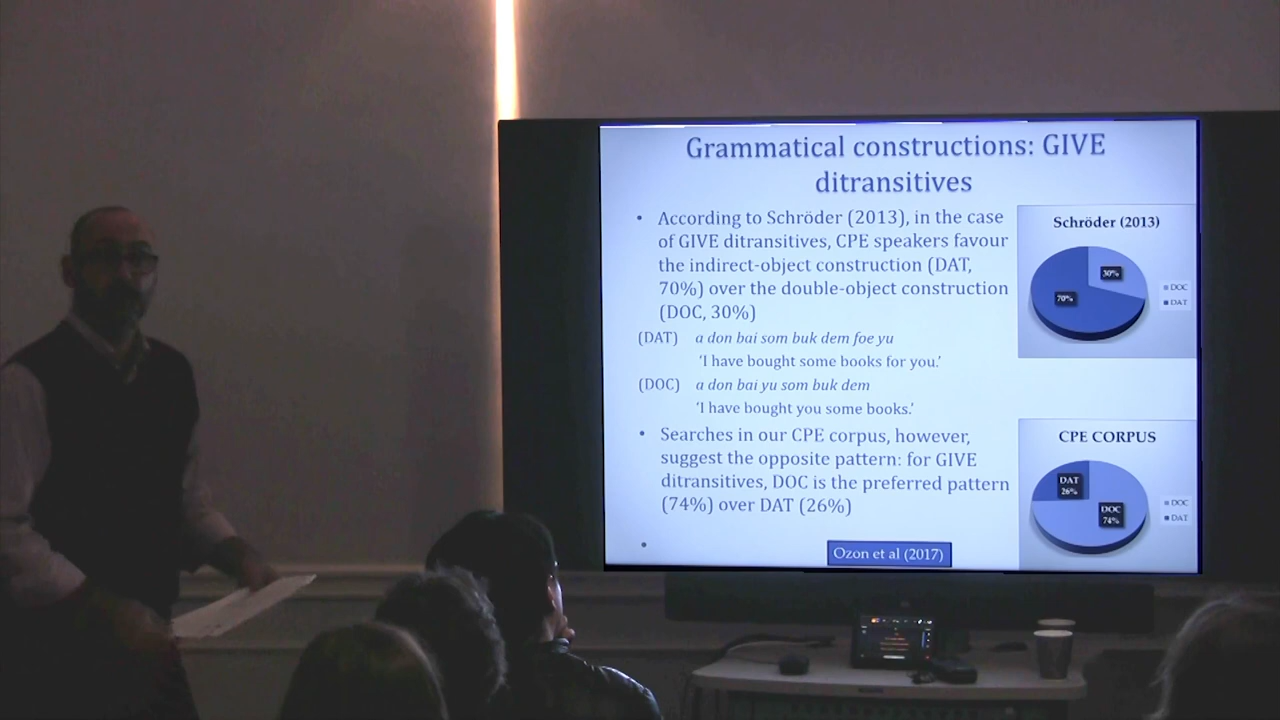 Grammatical constructions: GIVE
ditransitives
• According to Schröder (2013), in the case
of GIVE ditransitives, CPE speakers favour
the indirect-object construction (DAT,
70%) over the double-object construction
(DOC, 30%)
(DAT) a don bai som buk dem foe yu
‘I have bought some books for you.’
(DOC) a don bai yu som buk dem
‘I have bought you some books.’
• Searches in our CPE corpus, however,
suggest the opposite pattern: for GIVE
ditransitives, DOC is the preferred pattern
(74%) over DAT (26%)
•
Ozon et al (2017)
Schröder (2013)
30%
70%
DOC
DAT
CPE CORPUS
DAT
26%
DOC
74%
DOC
DAT